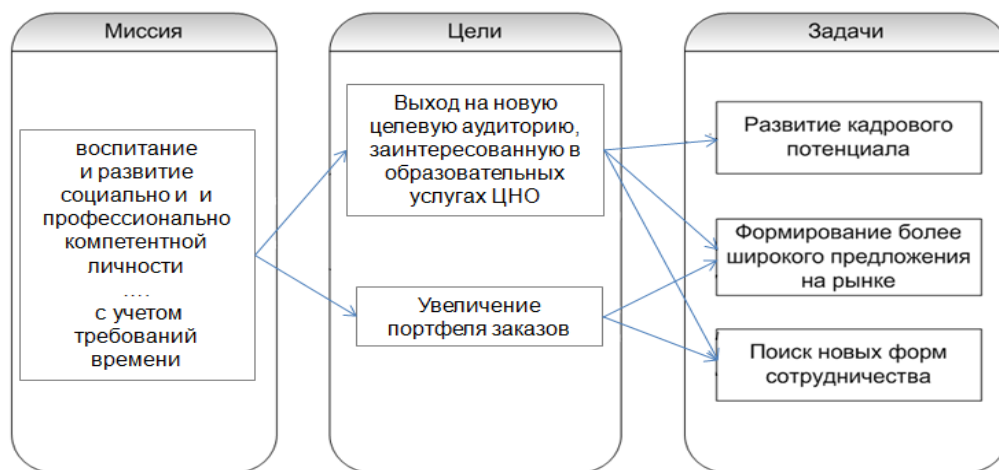 Миссия
воспитание
и развитие
социально и и
профессионально
компетентной
личности
....
с учетом
требований
времени
Цели
Выход на новую
целевую аудиторию,
заинтересованную в
образовательных
услугах ЦНО
Увеличение
портфеля заказов
Задачи
Развитие кадрового
потенциала
Формирование более
широкого предложения
на рынке
Поиск новых форм
сотрудничества